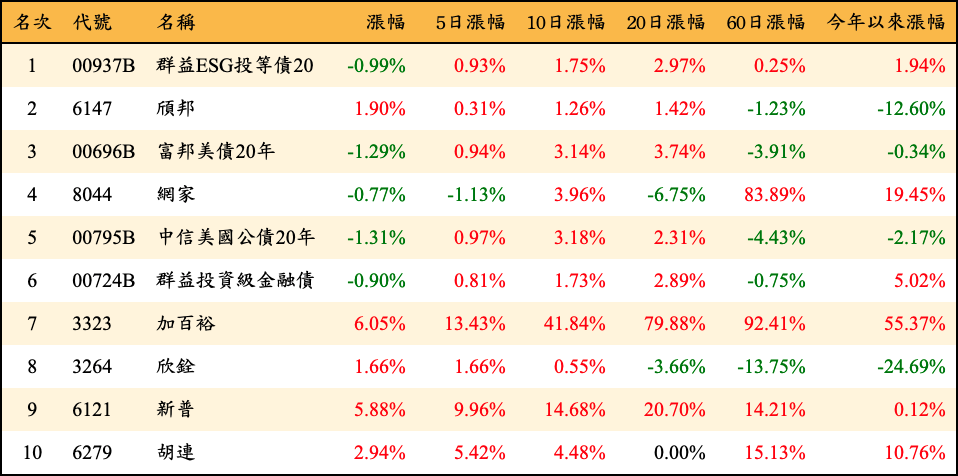 名次 代號 名稱 漲幅 5日漲幅 10日漲幅 20日漲幅 60日漲幅 今年以來漲幅
1 00937B 群益ESG投等債20 -0.99% 0.93% 1.75% 2.97% 0.25% 1.94%
2 6147 頎邦 1.90% 0.31% 1.26% 1.42% -1.23% -12.60%
3 00696B 富邦美債20年 -1.29% 0.94% 3.14% 3.74% -3.91% -0.34%
4 8044 網家 -0.77% -1.13% 3.96% -6.75% 83.89% 19.45%
5 00795B 中信美國公債20年 -1.31% 0.97% 3.18% 2.31% -4.43% -2.17%
6 00724B 群益投資級金融債 -0.90% 0.81% 1.73% 2.89% -0.75% 5.02%
7 3323 加百裕 6.05% 13.43% 41.84% 79.88% 92.41% 55.37%
8 3264 欣銓 1.66% 1.66% 0.55% -3.66% -13.75% -24.69%
9 6121 新普 5.88% 9.96% 14.68% 20.70% 14.21% 0.12%
10 6279 胡連 2.94% 5.42% 4.48% 0.00% 15.13% 10.76%